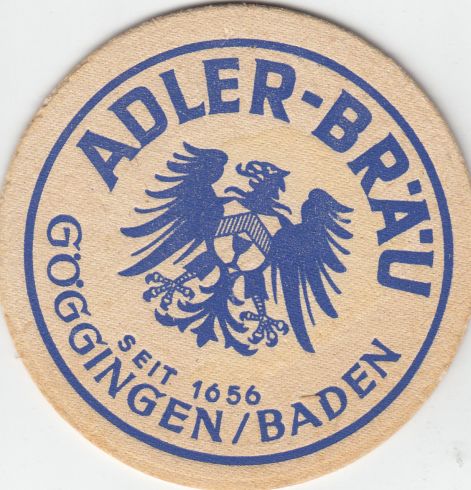 ADLER-BRÄU
SEIT 1656
GÖGGINGEN/BADEN